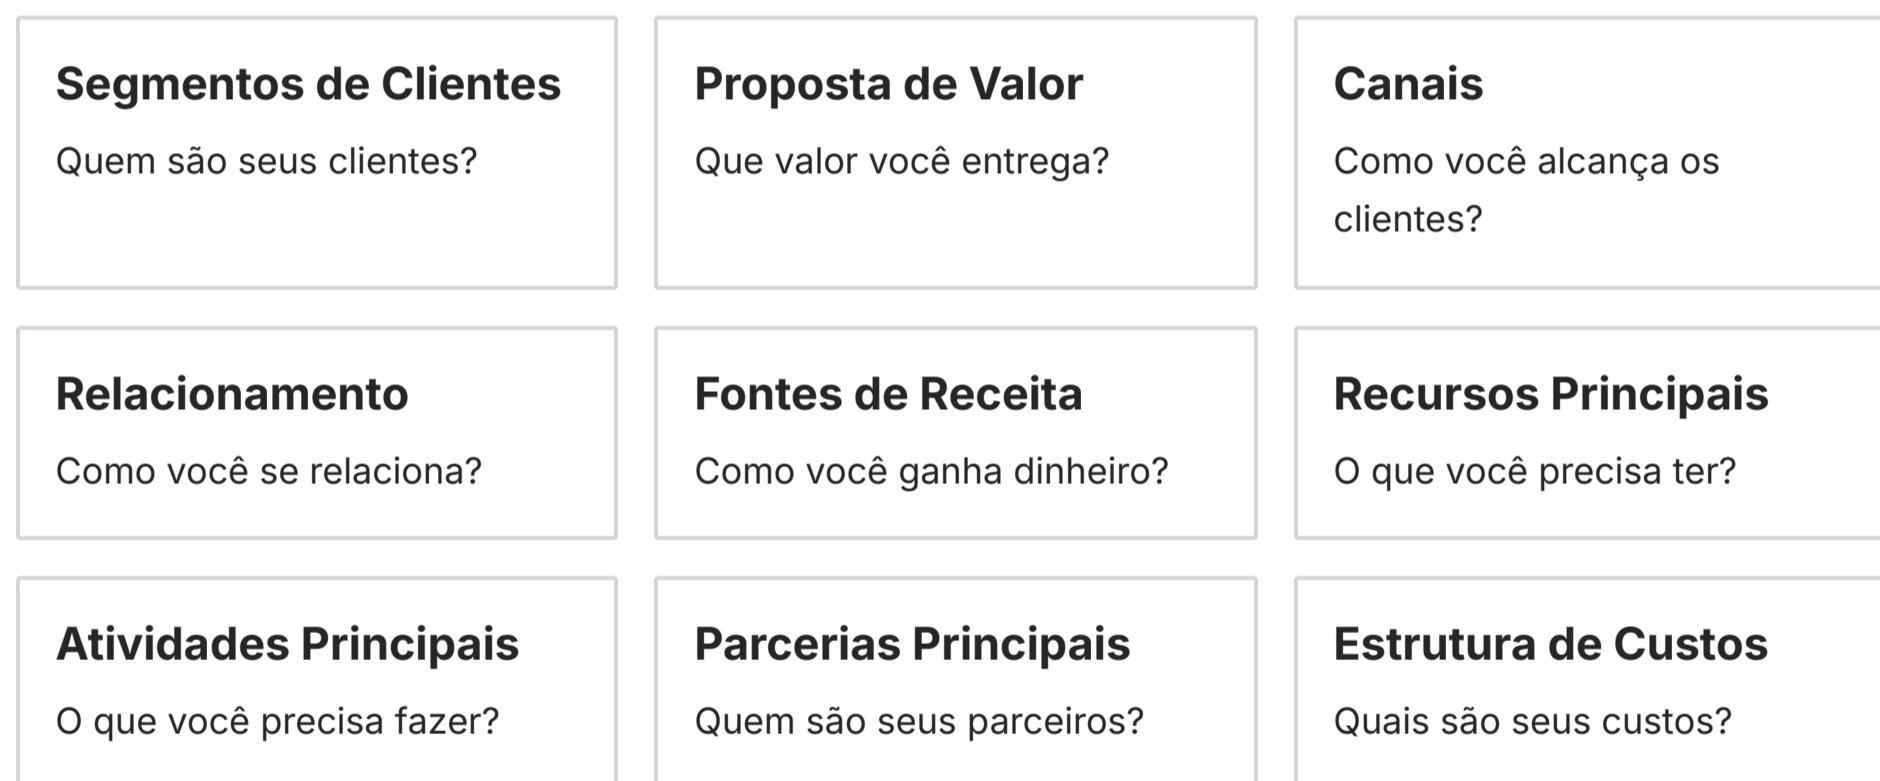 Segmentos de Clientes
Quem são seus clientes?
Proposta de Valor
Que valor você entrega?
Canais
Como você alcança os
clientes?
Relacionamento
Como você se relaciona?
Fontes de Receita
Como você ganha dinheiro?
Recursos Principais
O que você precisa ter?
Atividades Principais
O que você precisa fazer?
Parcerias Principais
Quem são seus parceiros?
Estrutura de Custos
Quais são seus custos?